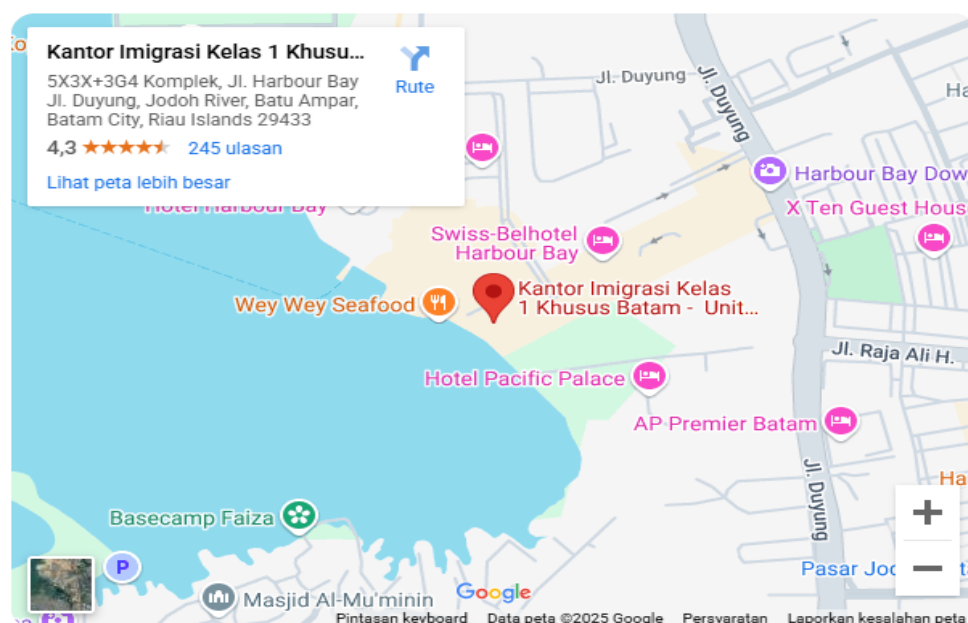 Kantor Imigrasi Kelas 1 Khusu...
5X3X+3G4 Komplek, Jl. Harbour Bay
Jl. Duyung, Jodoh River, Batu Ampar,
Batam City, Riau Islands 29433
4,3
245 ulasan
Lihat peta lebih besar
Rute
Jl. Duyung
Jl. Duyung
Ha
Harbour Bay Dow
X Ten Guest Hous
Hotel Harbour Bay
Swiss-Belhotel
Harbour Bay
Wey Wey Seafood
Kantor Imigrasi Kelas
1 Khusus Batam - Unit...
Jl. Raja Ali H.
Hotel Pacific Palace
AP Premier Batam
Ha
Jl. Duyung
Basecamp Faiza
P
Pasar Jod
Masjid Al-Mu'minin
Google
Pintasan keyboard
Data peta ©2025 Google
Persyaratan
Laporkan kesalahan peta